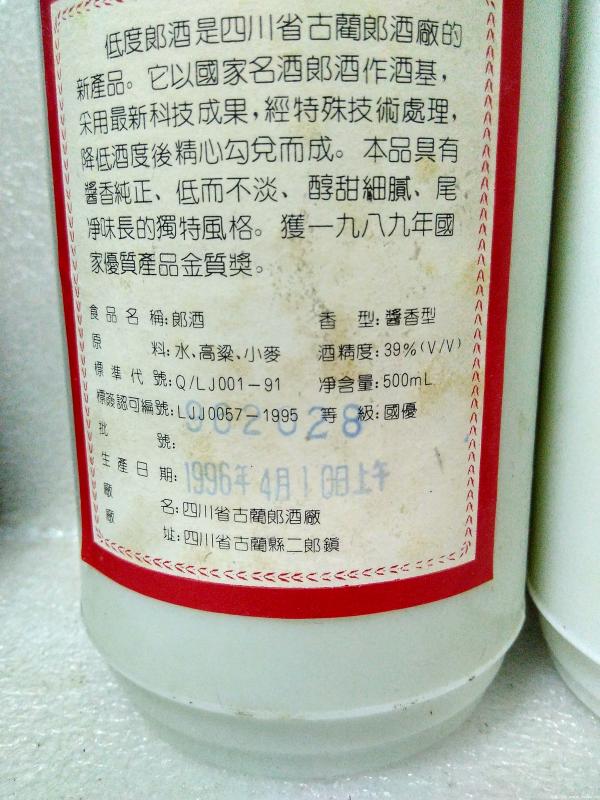 低度郎酒是四川省古藺郎酒廠的
新產品。它以國家名酒郎酒作酒基，
采用最新科技成果，經特殊技術處理，
降低酒度後精心勾兌而成。本品具有
醬香純正、低而不淡、醇甜細膩、尾
凈味長的獨特風格。獲一九八九年國
家優質產品金質獎。
食品名稱:郎酒 香型:醬香型
原料:水、高粱、小麥 酒精度:39%(V/V)
標準代號:Q/LJ001-91 净含量:500mL
標簽認可編號:LJJ0057-1995 等級:國優
批號: 902028
生產日期: 1996年4月10日上午
廠名:四川省古藺郎酒廠
廠址:四川省古藺縣二郎鎮